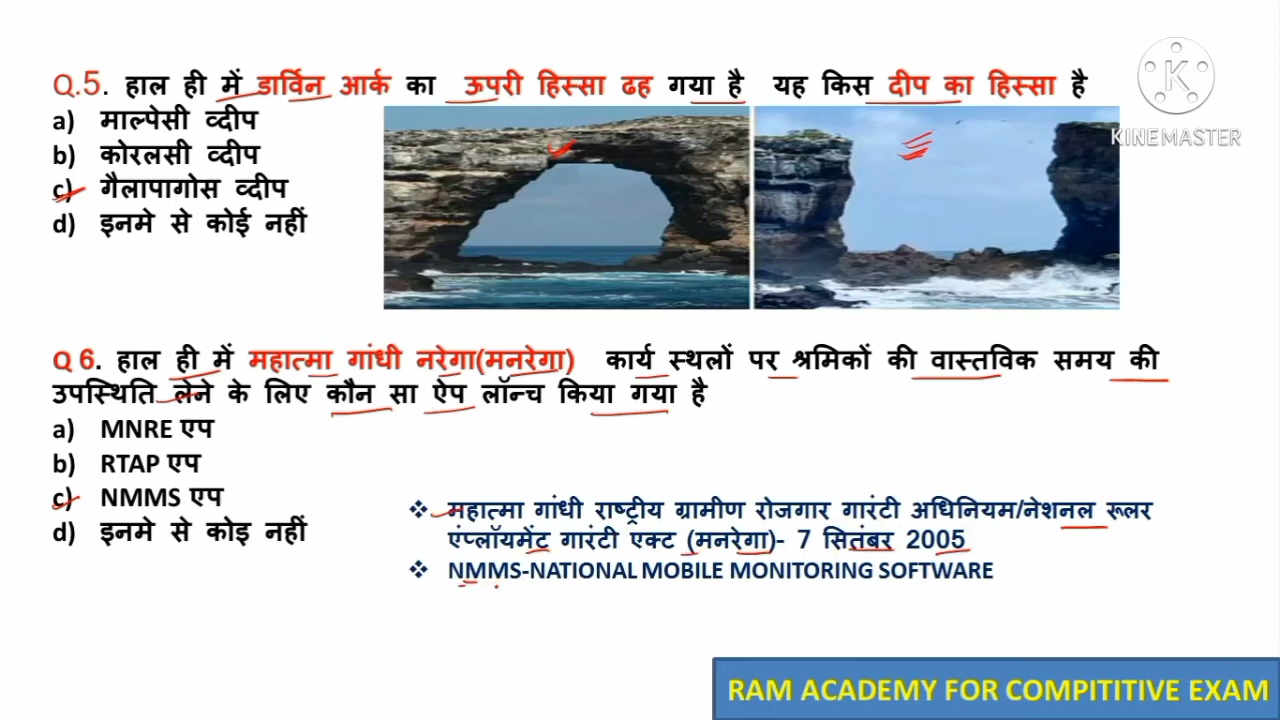 Q.5. हाल ही में डार्विन आर्क का ऊपरी हिस्सा ढह गया है यह किस दीप का हिस्सा है
a) माल्पेसी व्दीप
b) कोरलसी व्दीप
c) गैलापागोस व्दीप
d) इनमे से कोई नहीं
K
KINEMASTER
Q 6. हाल ही में महात्मा गांधी नरेगा(मनरेगा) कार्य स्थलों पर श्रमिकों की वास्तविक समय की
उपस्थिति लेने के लिए कौन सा ऐप लॉन्च किया गया है
a) MNRE एप
b) RTAP एप
c) NMMS एप
d) इनमे से कोइ नहीं
❖ महात्मा गांधी राष्ट्रीय ग्रामीण रोजगार गारंटी अधिनियम/नेशनल रूलर
एंप्लॉयमेंट गारंटी एक्ट (मनरेगा)- 7 सितंबर 2005
❖ NMMS-NATIONAL MOBILE MONITORING SOFTWARE
RAM ACADEMY FOR COMPITITIVE EXAM